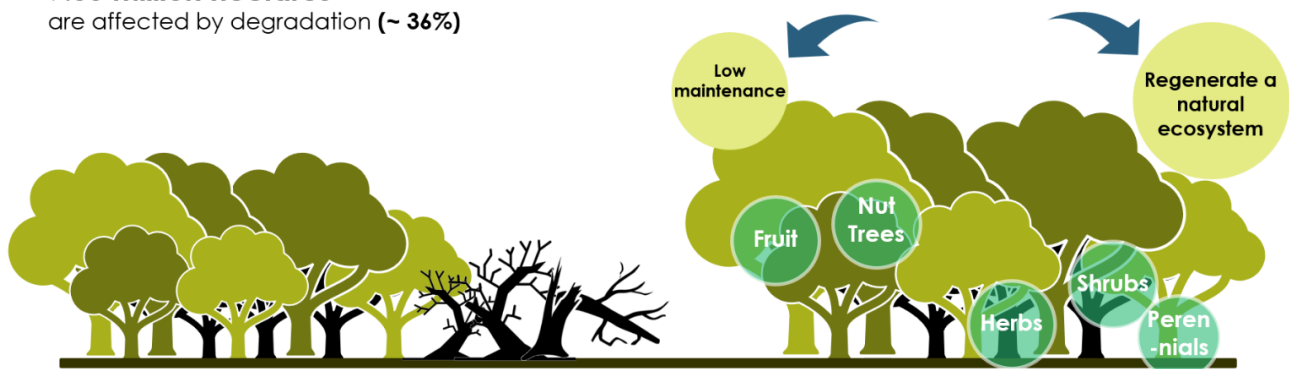 are affected by degradation (~ 36%)
Low
maintenance
Regenerate a
natural
ecosystem
Fruit
Nut
Trees
Herbs
Shrubs
Peren
-nials